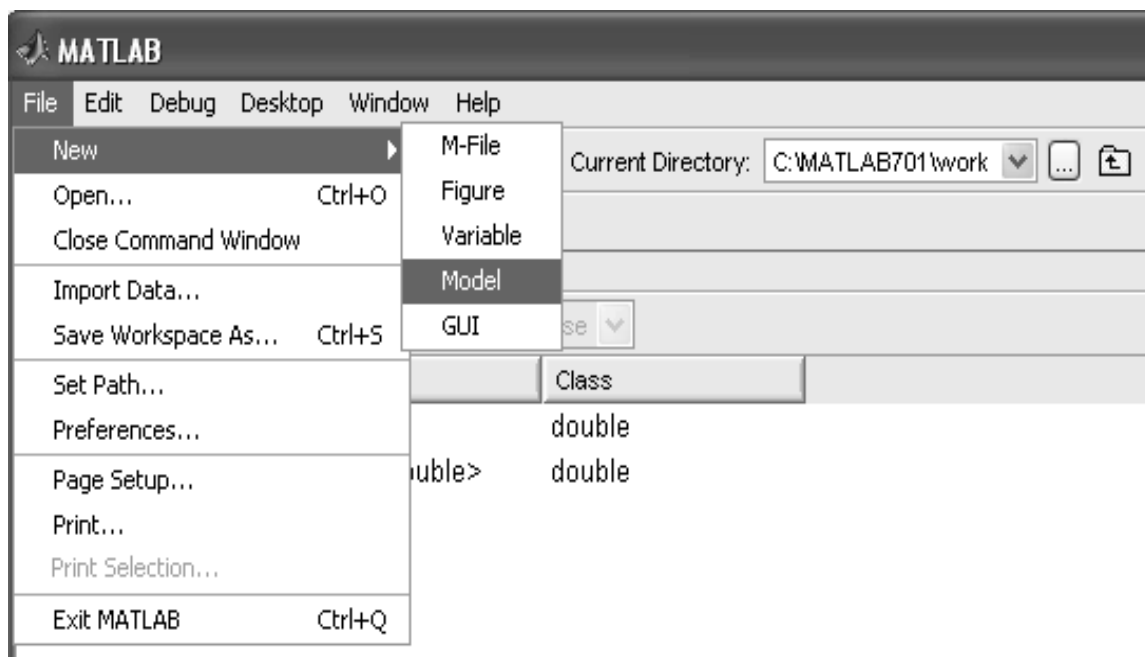 MATLAB
File Edit Debug Desktop Window Help
New
Open... Ctrl+O
Close Command Window
Import Data...
Save Workspace As... Ctrl+S
Set Path...
Preferences...
Page Setup...
Print...
Print Selection...
Exit MATLAB Ctrl+Q
M-File
Figure
Variable
Model
GUI
Current Directory: C:\MATLAB701\work ...
se
Class
double
uble> double